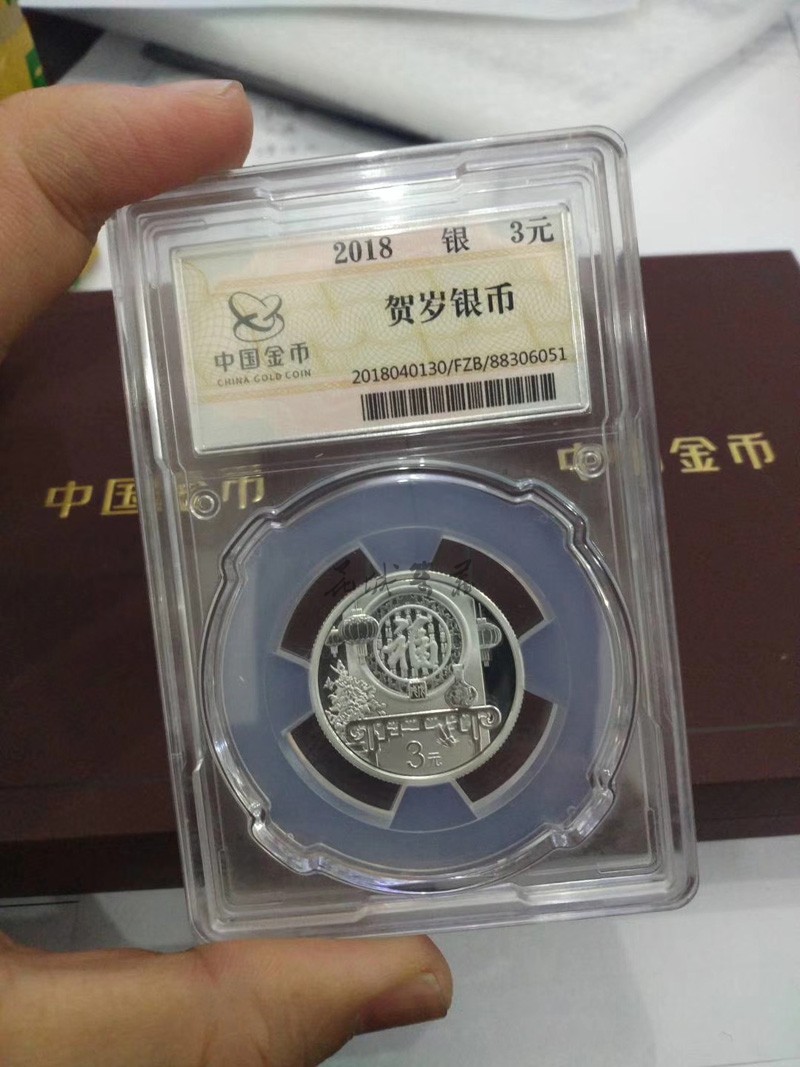 2018 银 3元
贺岁银币
中国金币
CHINA GOLD COIN
2018040130/FZB/88306051
中国金币
中国金币
福
3元